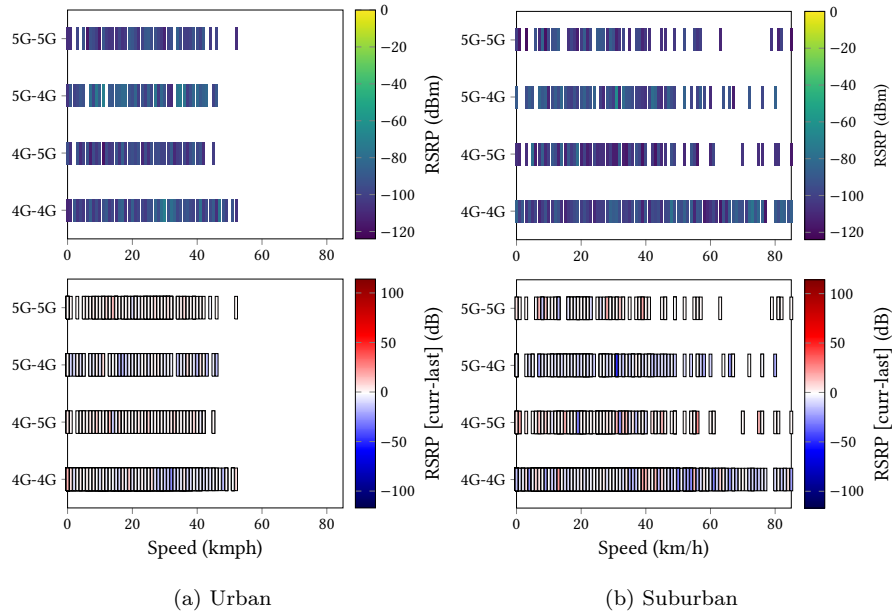 5G-5G
5G-4G
4G-5G
4G-4G
0 20 40 60 80
0
−20
−40
−60
−80
−100
−120
RSRP (dBm)
5G-5G
5G-4G
4G-5G
4G-4G
0 20 40 60 80
0
−20
−40
−60
−80
−100
−120
RSRP (dBm)
5G-5G
5G-4G
4G-5G
4G-4G
0 20 40 60 80
Speed (kmph)
100
50
0
−50
−100
RSRP [curr-last] (dB)
5G-5G
5G-4G
4G-5G
4G-4G
0 20 40 60 80
Speed (km/h)
100
50
0
−50
−100
RSRP [curr-last] (dB)
(a) Urban
(b) Suburban